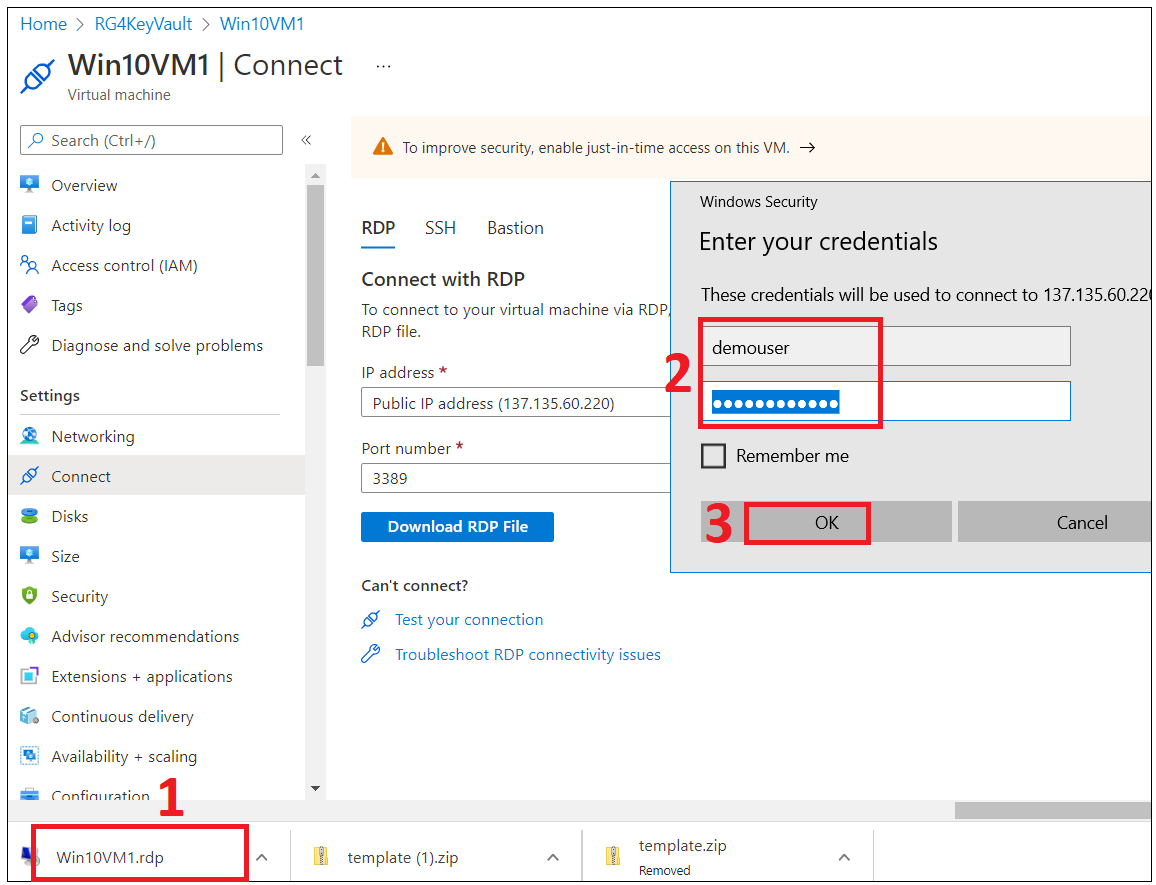 Home > RG4KeyVault > Win10VM1
Win10VM1 | Connect ...
Virtual machine
Search (Ctrl+/)
«
Overview
Activity log
Access control (IAM)
Tags
Diagnose and solve problems
Settings
Networking
Connect
Disks
Size
Security
Advisor recommendations
Extensions + applications
Continuous delivery
Availability + scaling
Configuration
To improve security, enable just-in-time access on this VM. →
RDP SSH Bastion
Connect with RDP
To connect to your virtual machine via RDP,
RDP file.
IP address *
Public IP address (137.135.60.220)
Port number *
3389
Download RDP File
Can't connect?
Test your connection
Troubleshoot RDP connectivity issues
Windows Security
Enter your credentials
These credentials will be used to connect to 137.135.60.220
2
demouser
●●●●●●●●●●●●
Remember me
3
OK
Cancel
1
Win10VM1.rdp
template (1).zip
template.zip
Removed